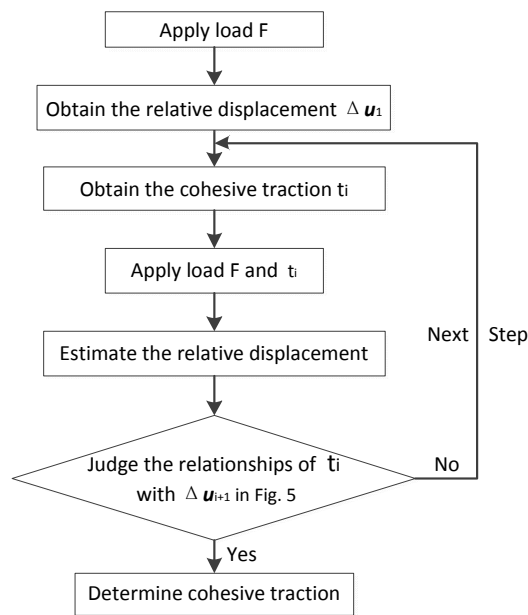 Apply load F
Obtain the relative displacement Δu₁
Obtain the cohesive traction tᵢ
Apply load F and tᵢ
Estimate the relative displacement
Next Step
Judge the relationships of tᵢ
with Δuᵢ₊₁ in Fig. 5
No
Yes
Determine cohesive traction